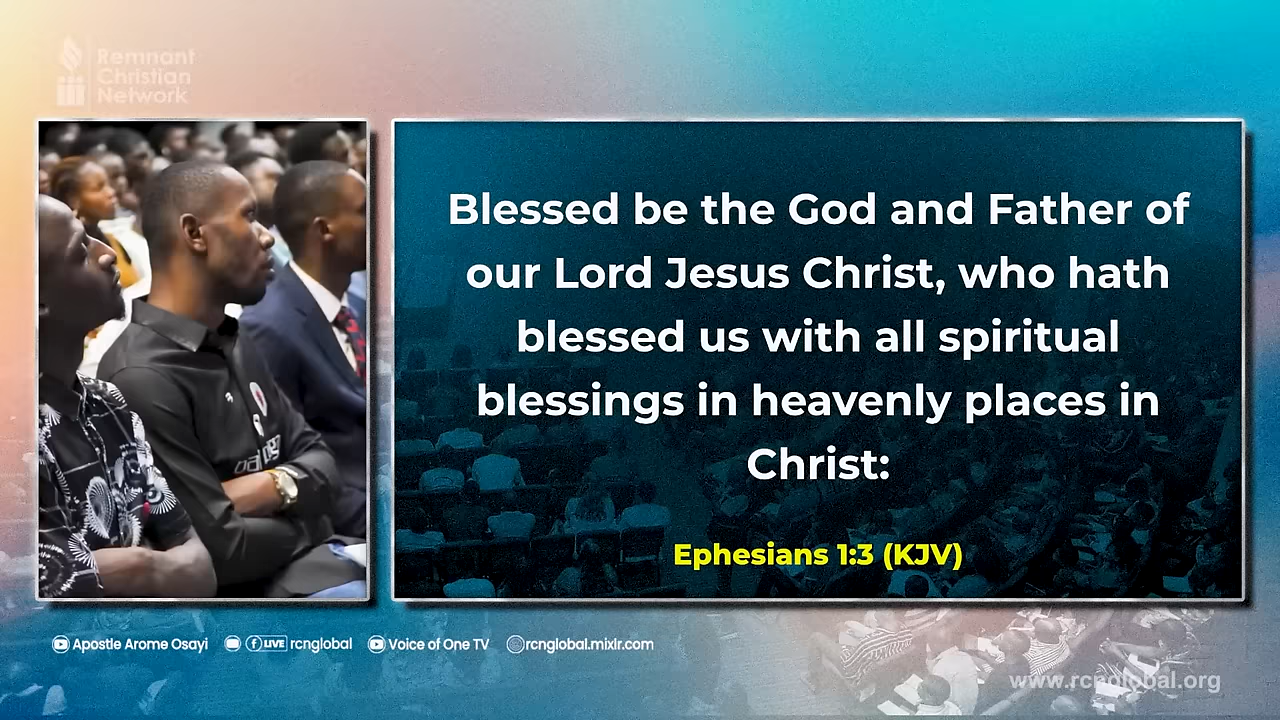 Remnant
Christian
Network
Blessed be the God and Father of
our Lord Jesus Christ, who hath
blessed us with all spiritual
blessings in heavenly places in
Christ:
Ephesians 1:3 (KJV)
Apostle Arome Osayi
LIVE rcnglobal
Voice of One TV
rcnglobal.mixlr.com
www.rcnglobal.org